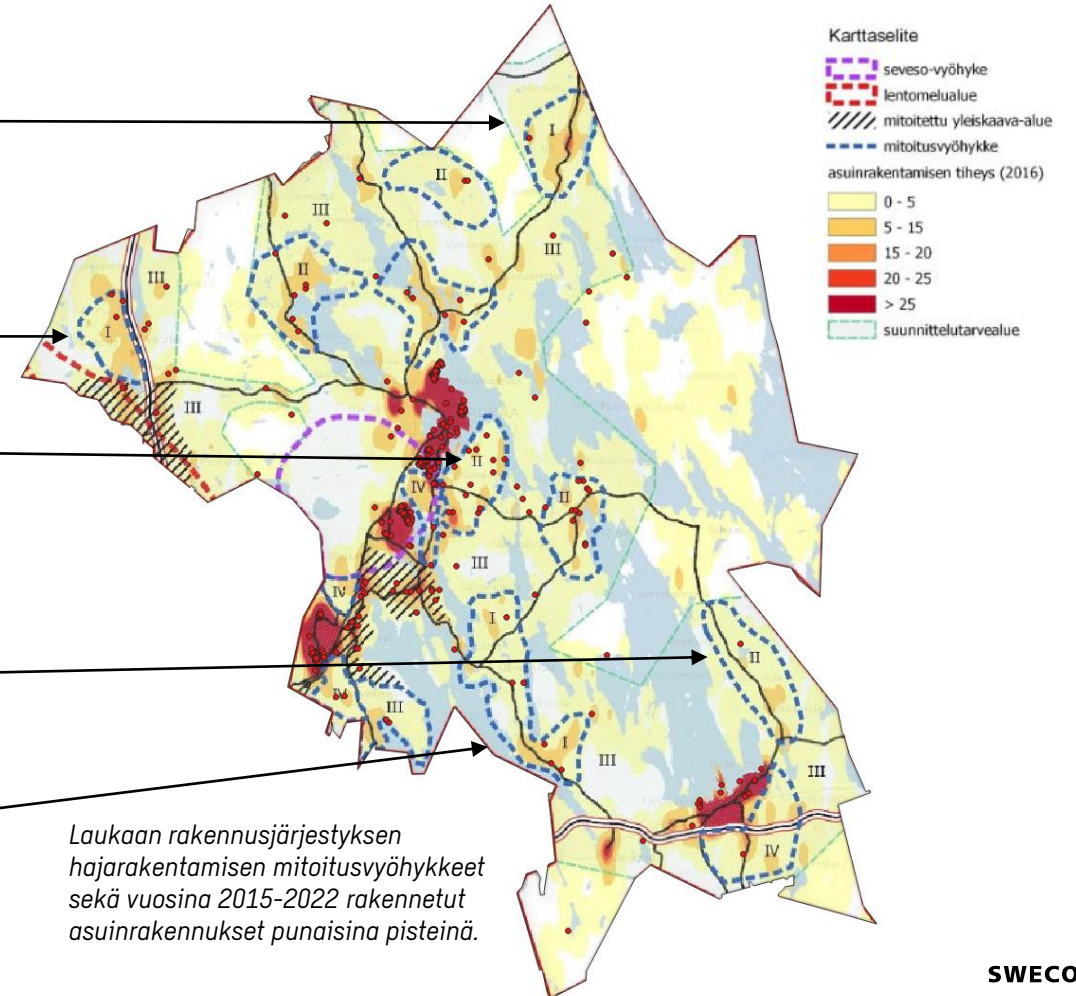 Karttaselite
seveso-vyöhyke
lentomelualue
mitoitettu yleiskaava-alue
mitoitusvyöhykke
asuinrakentamisen tiheys (2016)
0 - 5
5 - 15
15 - 20
20 - 25
> 25
suunnittelutarvealue
I
II
III
III
II
III
I
III
II
IV
II
III
IV
I
II
IV
III
I
III
III
IV
Laukaan rakennusjärjestyksen
hajarakentamisen mitoitusvyöhykkeet
sekä vuosina 2015-2022 rakennetut
asuinrakennukset punaisina pisteinä.
SWECO